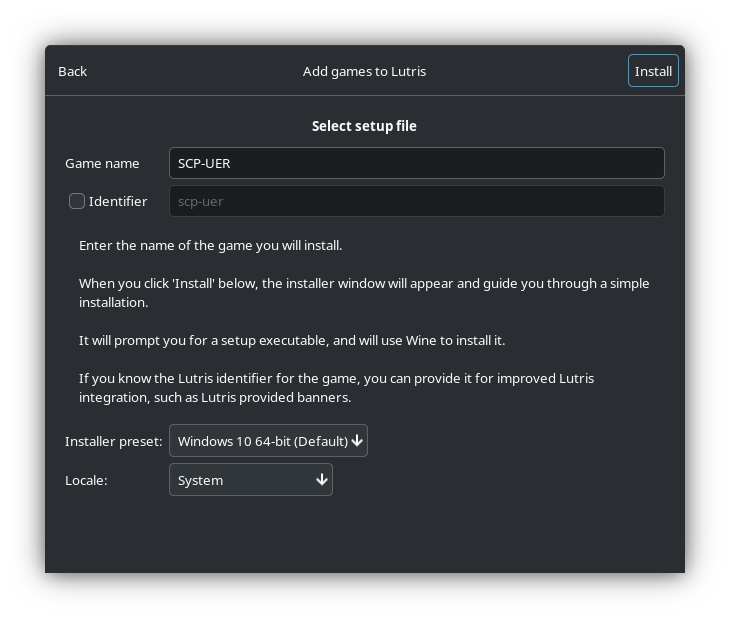 Back
Add games to Lutris
Install
Select setup file
Game name
SCP-UER
Identifier
scp-uer
Enter the name of the game you will install.
When you click 'Install' below, the installer window will appear and guide you through a simple
installation.
It will prompt you for a setup executable, and will use Wine to install it.
If you know the Lutris identifier for the game, you can provide it for improved Lutris
integration, such as Lutris provided banners.
Installer preset:
Windows 10 64-bit (Default)
Locale:
System